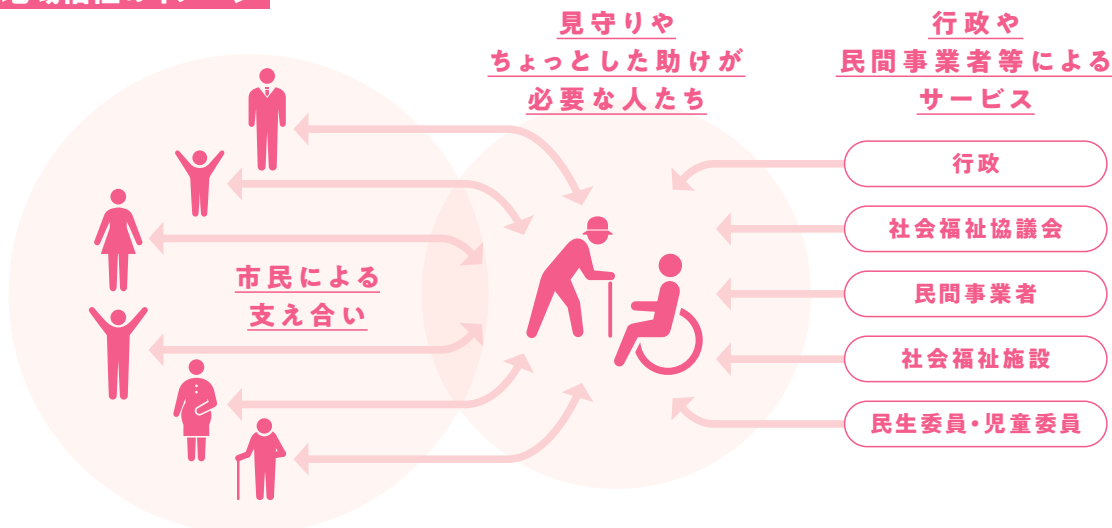 見守りや
ちょっとした助けが
必要な人たち
行政や
民間事業者等による
サービス
市民による
支え合い
行政
社会福祉協議会
民間事業者
社会福祉施設
民生委員・児童委員